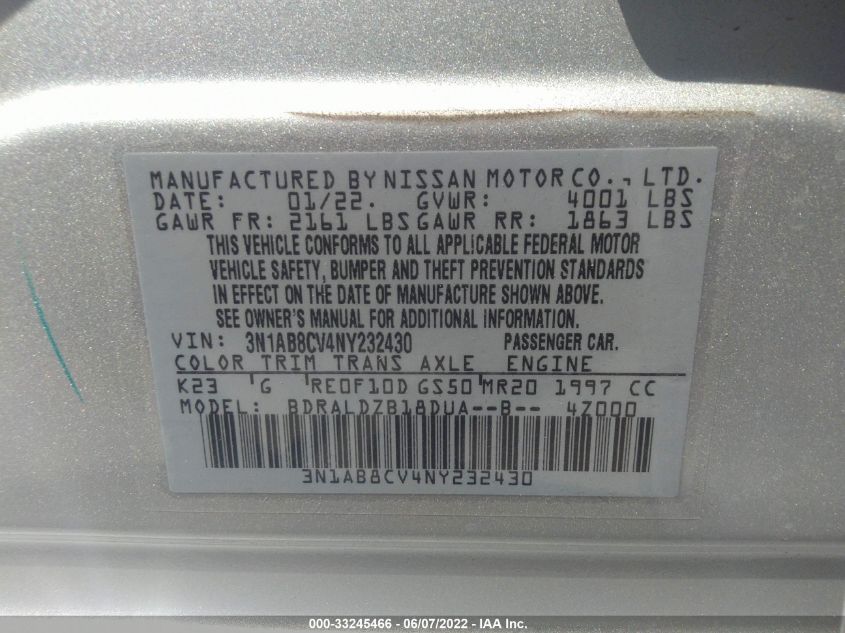 MANUFACTURED BY NISSAN MOTOR CO., LTD.
DATE: 01/22. GVWR: 4001 LBS
GAWR FR: 2161 LBS GAWR RR: 1863 LBS
THIS VEHICLE CONFORMS TO ALL APPLICABLE FEDERAL MOTOR
VEHICLE SAFETY, BUMPER AND THEFT PREVENTION STANDARDS
IN EFFECT ON THE DATE OF MANUFACTURE SHOWN ABOVE.
SEE OWNER'S MANUAL FOR ADDITIONAL INFORMATION.
VIN: 3N1AB8CV4NY232430 PASSENGER CAR.
COLOR TRIM TRANS AXLE ENGINE
K23 'G 'RE0F10D GS50'MR20 1997 CC
MODEL: BDRALDZB18DUA--B-- 4Z000
3N1AB8CV4NY232430
000-33245466 - 06/07/2022 - IAA Inc.